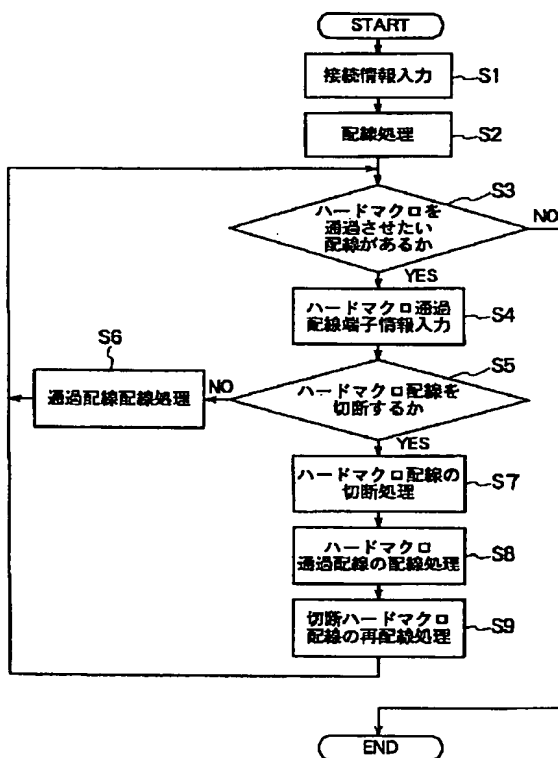 START
接続情報入力
S1
配線処理
S2
S3
ハードマクロを
通過させたい
配線があるか
NO
YES
ハードマクロ通過
配線端子情報入力
S4
S6
通過配線配線処理
NO
S5
ハードマクロ配線を
切断するか
YES
ハードマクロ配線の
切断処理
S7
ハードマクロ
通過配線の配線処理
S8
切断ハードマクロ
配線の再配線処理
S9
END